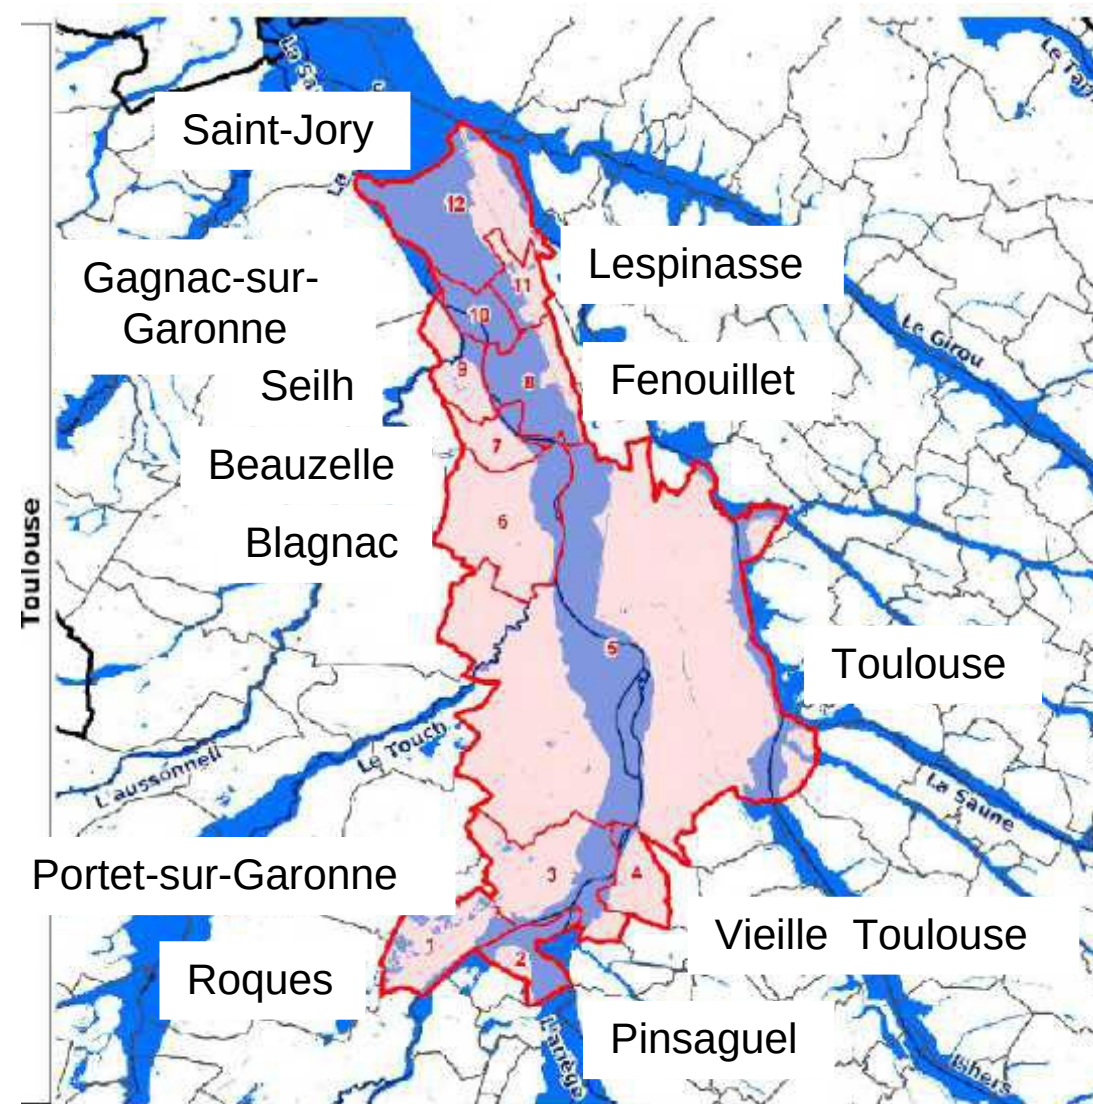 Saint-Jory
12
Lespinasse
Gagnac-sur-
Garonne
11
10
Le Girou
Seilh
9
8
Fenouillet
Beauzelle
7
Blagnac
6
Toulouse
5
Toulouse
Le Touch
L'aussonnell
La Saune
Portet-sur-Garonne
3
4
Vieille Toulouse
Roques
1
2
Pinsaguel
L'ariège